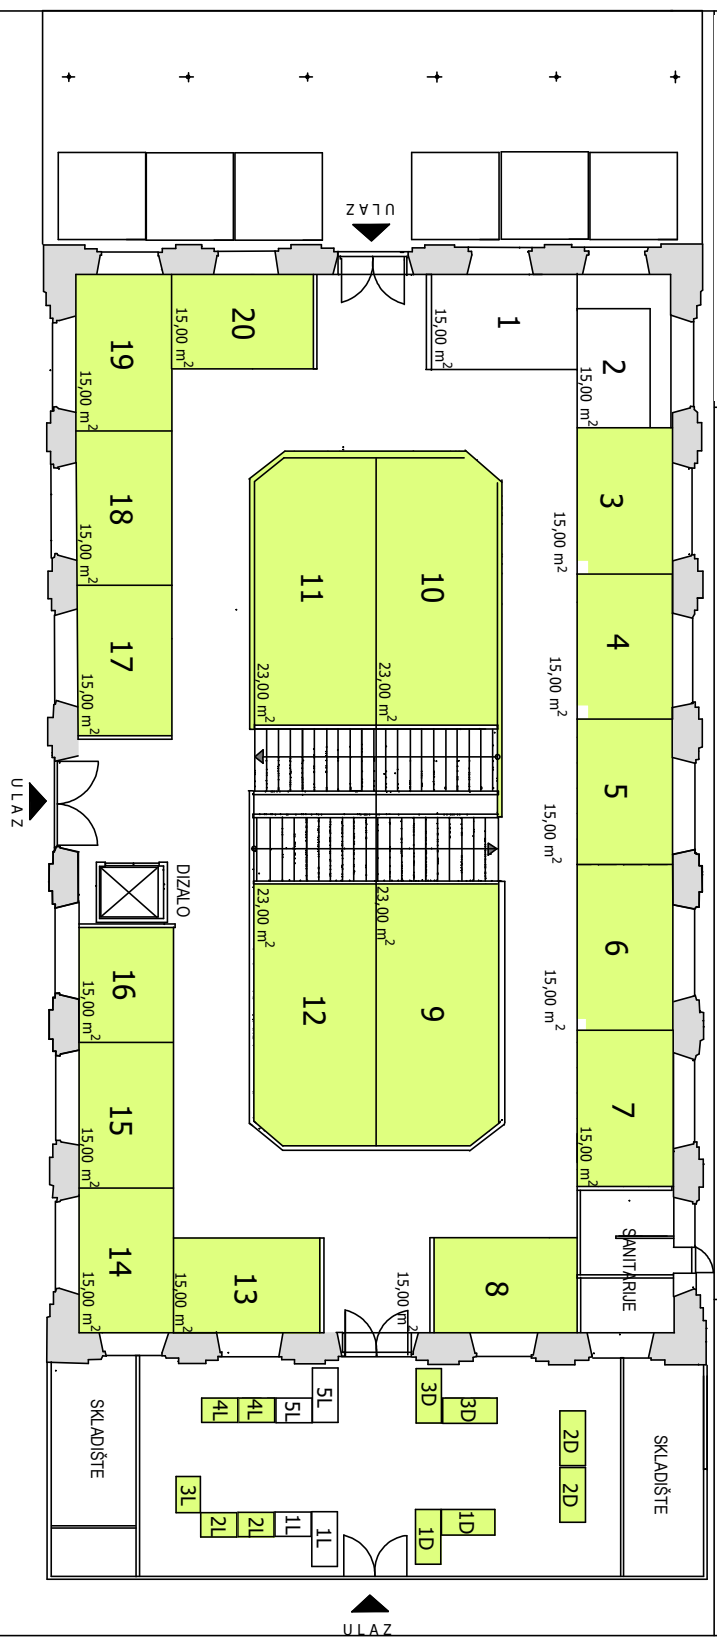 ULAZ
20
15,00 m²
1
15,00 m²
19
15,00 m²
2
15,00 m²
18
15,00 m²
3
15,00 m²
11
23,00 m²
10
23,00 m²
17
15,00 m²
4
15,00 m²
5
15,00 m²
ULAZ
DIZALO
16
15,00 m²
12
23,00 m²
9
23,00 m²
6
15,00 m²
15
15,00 m²
7
15,00 m²
14
15,00 m²
13
15,00 m²
8
15,00 m²
SANITARIJE
SKLADIŠTE
4L
4L
5L
5L
3D
3D
2D
2D
SKLADIŠTE
3L
2L
2L
1L
1L
1D
1D
ULAZ